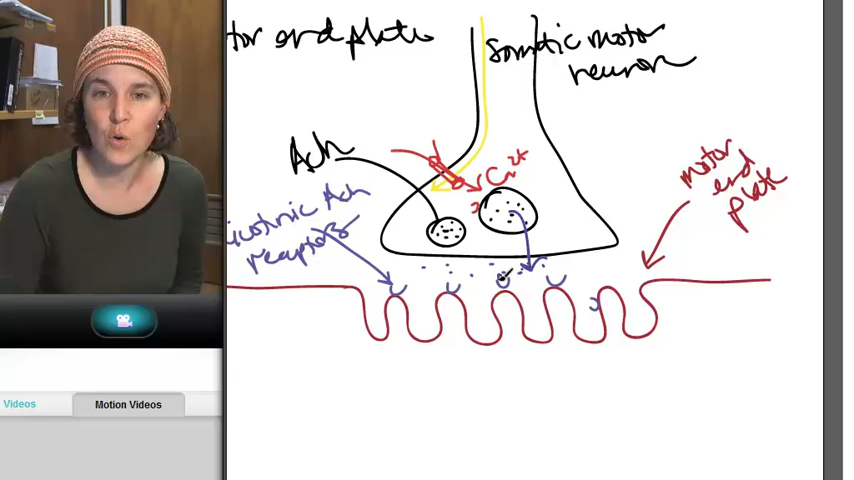 tor end plate
Somatic motor
neuron
Ach
Ca2+
motor
end
plate
icotinic Ach
receptors
Videos
Motion Videos